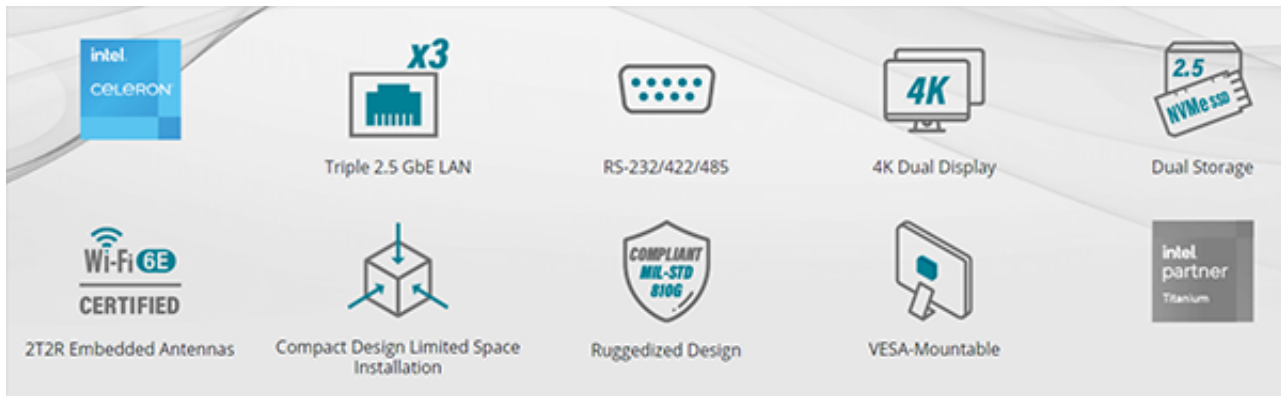 intel.
CELERON
x3
Triple 2.5 GbE LAN
RS-232/422/485
4K
4K Dual Display
2.5
NVMe SSD
Dual Storage
Wi-Fi 6E
CERTIFIED
2T2R Embedded Antennas
Compact Design Limited Space
Installation
COMPLIANT
MIL-STD
810G
Ruggedized Design
VESA-Mountable
intel
partner
Titanium